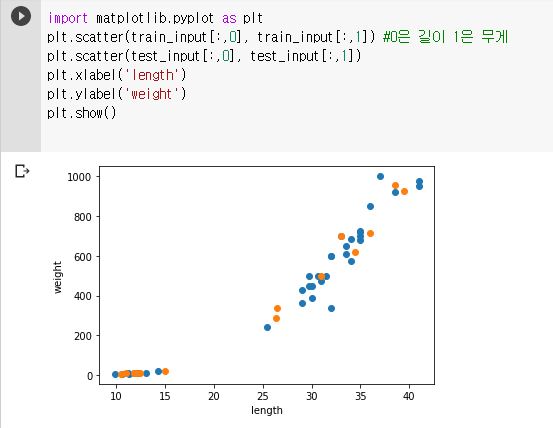 import matplotlib.pyplot as plt
plt.scatter(train_input[:,0], train_input[:,1]) #0은 길이 1은 무게
plt.scatter(test_input[:,0], test_input[:,1])
plt.xlabel('length')
plt.ylabel('weight')
plt.show()
1000
800
600
400
200
0
weight
10 15 20 25 30 35 40
length